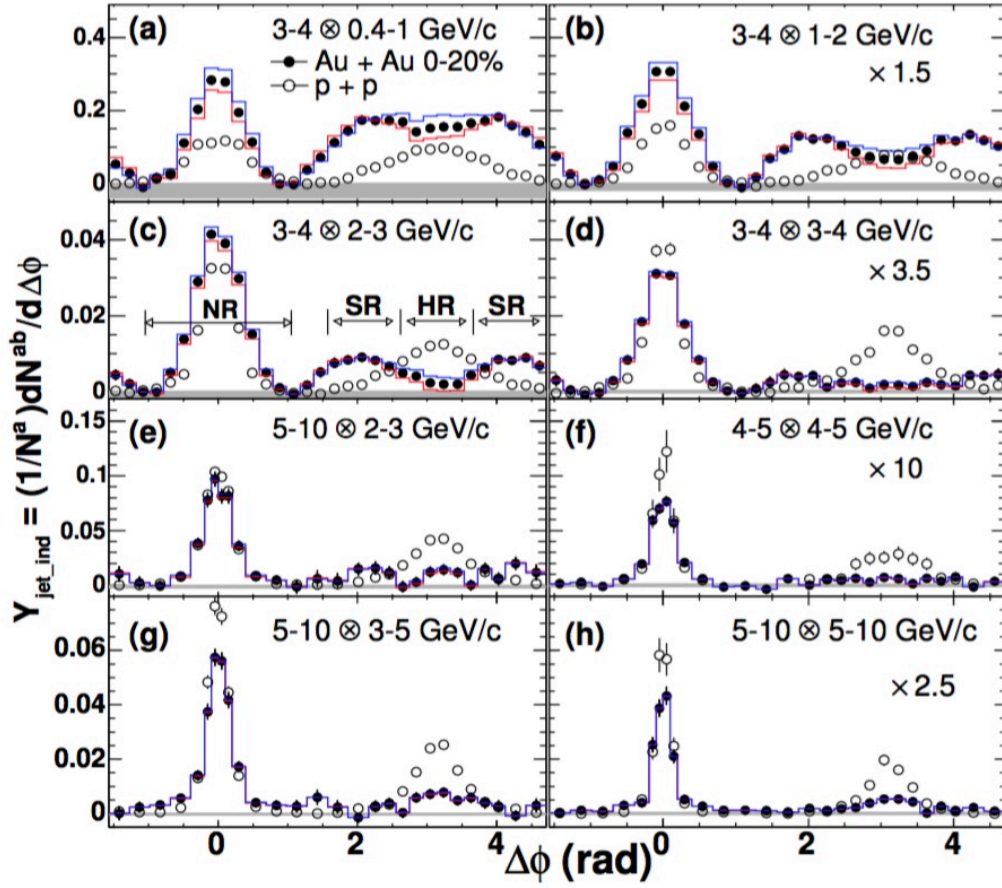 (a) 3-4 ⊗ 0.4-1 GeV/c
Au + Au 0-20%
p + p
(b) 3-4 ⊗ 1-2 GeV/c
× 1.5
0.4
0.2
0
(c) 3-4 ⊗ 2-3 GeV/c
NR
SR
HR
SR
(d) 3-4 ⊗ 3-4 GeV/c
× 3.5
0.04
0.02
0
(e) 5-10 ⊗ 2-3 GeV/c
(f) 4-5 ⊗ 4-5 GeV/c
× 10
0.15
0.1
0.05
0
(g) 5-10 ⊗ 3-5 GeV/c
(h) 5-10 ⊗ 5-10 GeV/c
× 2.5
0.06
0.04
0.02
0
0 2 4 0 2 4
Δϕ (rad)
Y_jet_ind = (1/N^a)dN^ab/dΔϕ